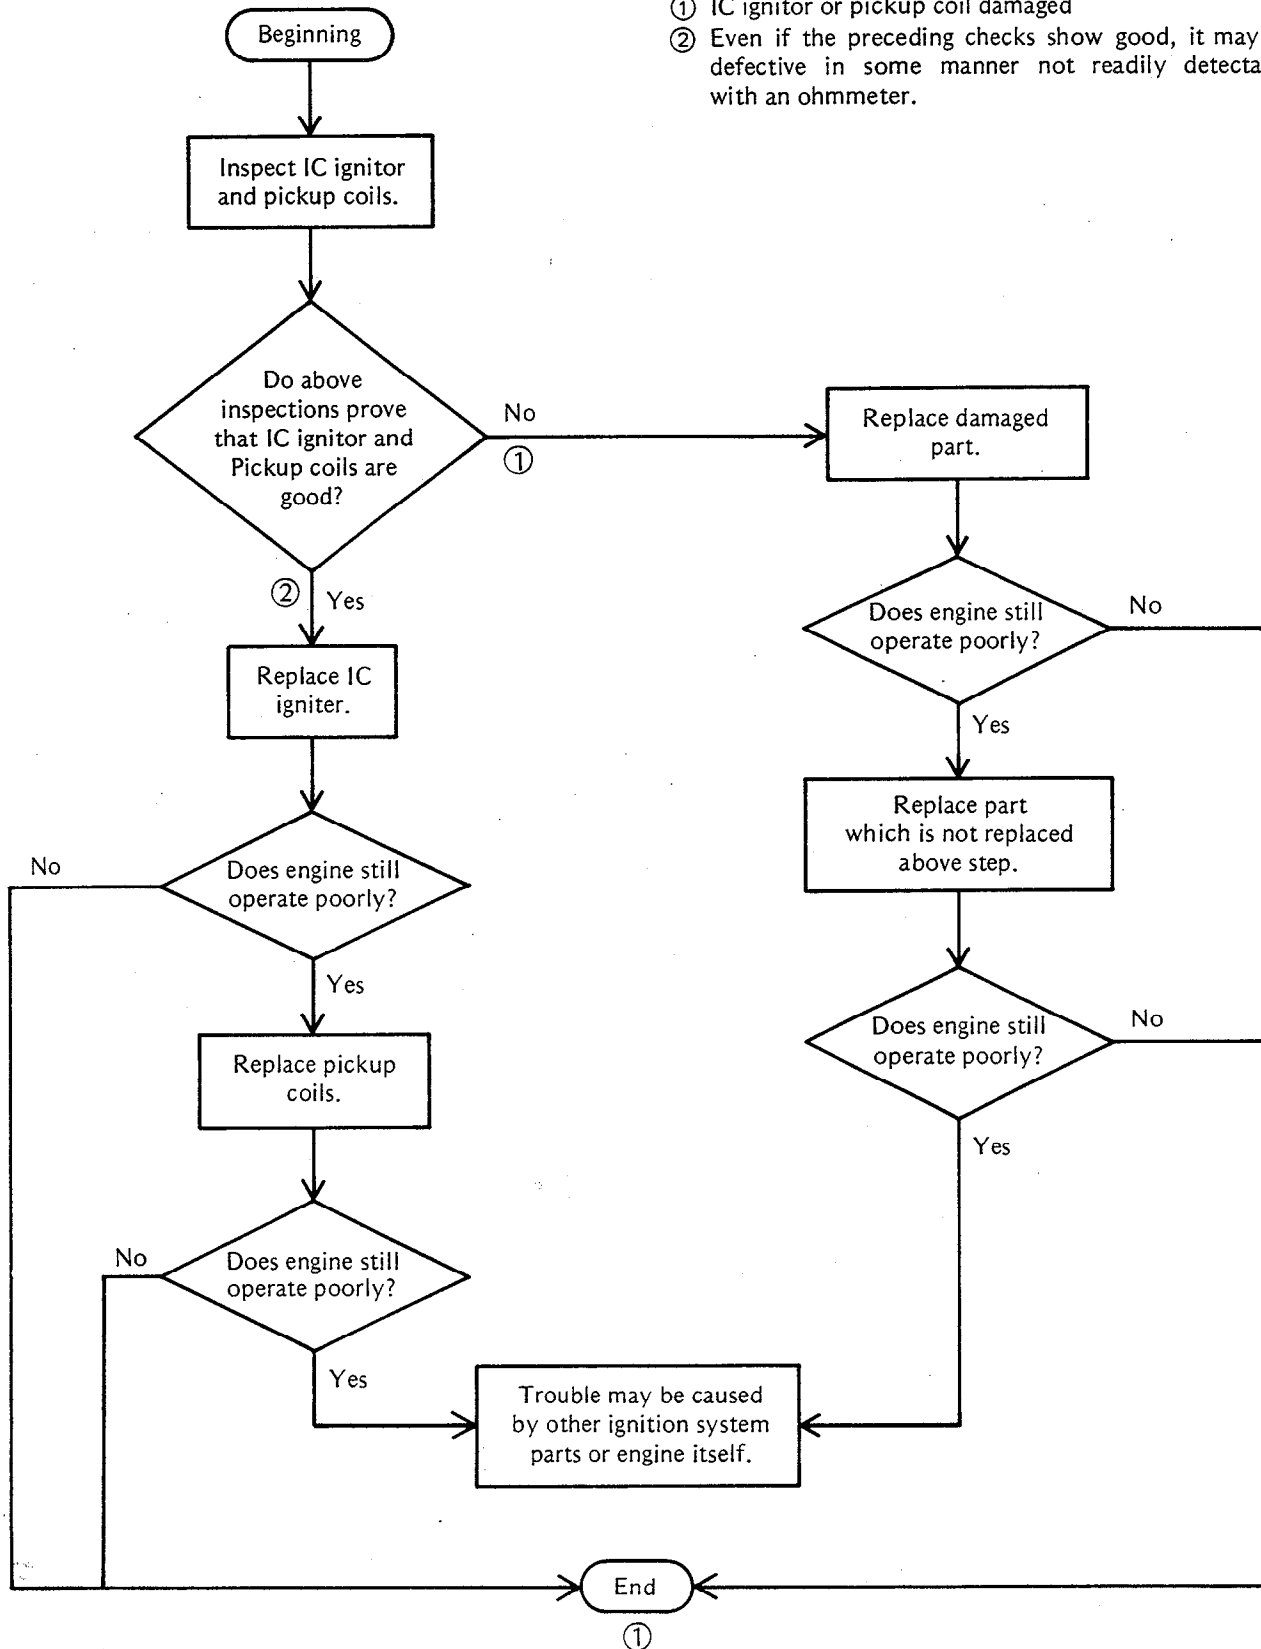 ① IC ignitor or pickup coil damaged
② Even if the preceding checks show good, it may
defective in some manner not readily
with an ohmmeter.
Beginning
Inspect IC ignitor
and pickup coils.
Do above
inspections prove
that IC ignitor and
Pickup coils are
good?
No
①
② Yes
Replace IC
igniter.
Does engine still
operate poorly?
No
Yes
Replace pickup
coils.
Does engine still
operate poorly?
No
Yes
Replace damaged
part.
Does engine still
operate poorly?
No
Yes
Replace part
which is not replaced
above step.
Does engine still
operate poorly?
No
Yes
Trouble may be caused
by other ignition system
parts or engine itself.
End
①